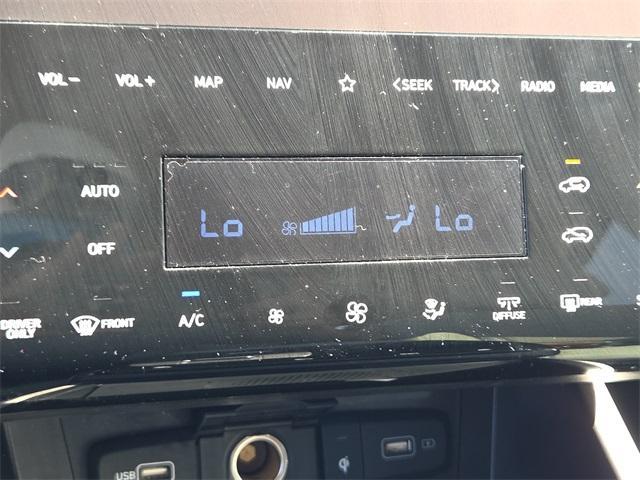 VOL− VOL+ MAP NAV ☆ <SEEK TRACK> RADIO MEDIA
AUTO
Lo Lo
OFF
DRIVER ONLY FRONT A/C DIFFUSE REAR
USB